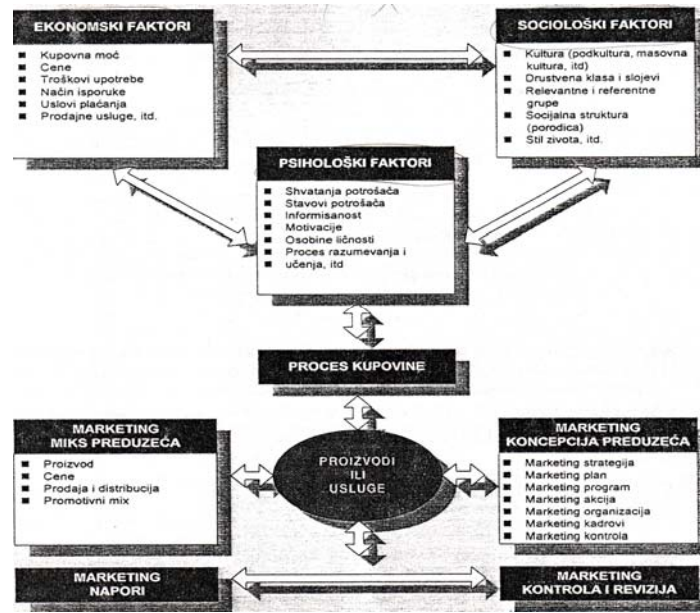 EKONOMSKI FAKTORI
Kupovna moć
Cene
Troškovi upotrebe
Način isporuke
Uslovi plaćanja
Prodajne usluge, itd.
SOCIOLOŠKI FAKTORI
Kultura (podkultura, masovna
kultura, itd)
Drustvena klasa i slojevi
Relevantne i referentne
grupe
Socijalna struktura
(porodica)
Stil zivota, itd.
PSIHOLOŠKI FAKTORI
Shvatanja potrošača
Stavovi potrošača
Informisanost
Motivacije
Osobine ličnosti
Proces razumevanja i
učenja, itd
PROCES KUPOVINE
MARKETING
MIKS PREDUZEĆA
Proizvod
Cene
Prodaja i distribucija
Promotivni mix
PROIZVODI
ILI
USLUGE
MARKETING
KONCEPCIJA PREDUZEĆA
Marketing strategija
Marketing plan
Marketing program
Marketing akcija
Marketing organizacija
Marketing kadrovi
Marketing kontrola
MARKETING
NAPORI
MARKETING
KONTROLA I REVIZIJA